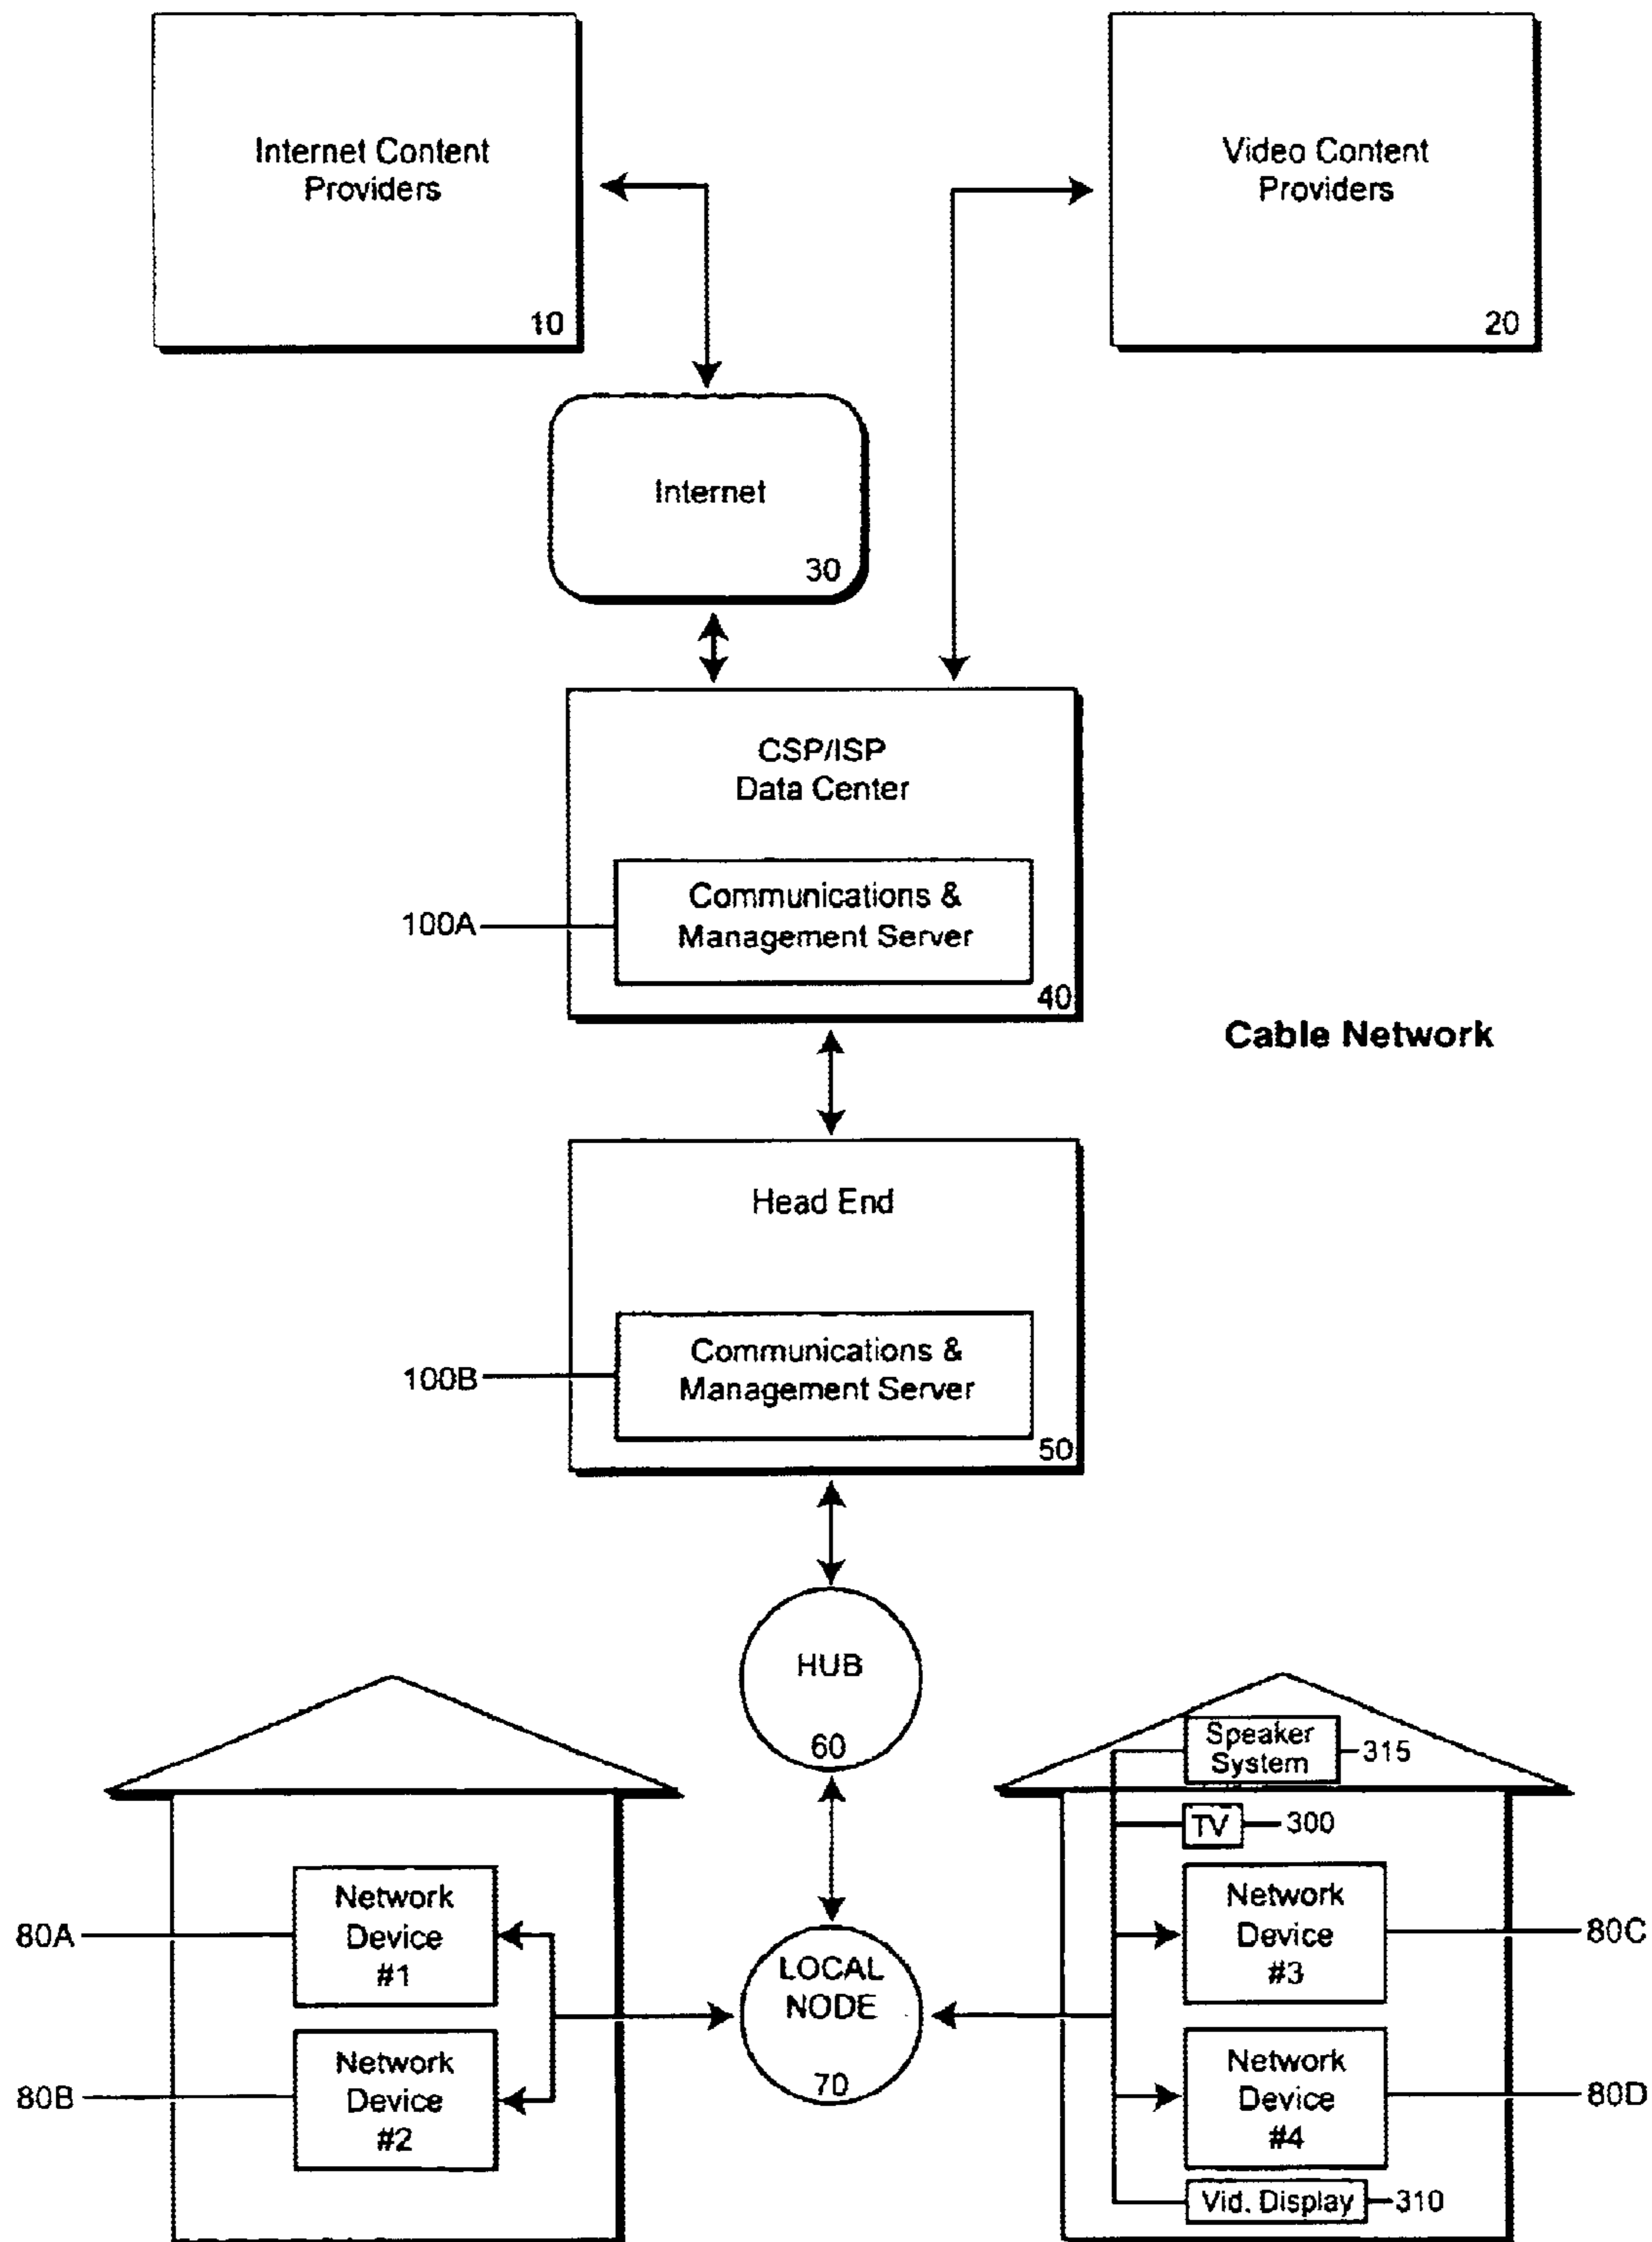 Internet Content
Providers
10
Video Content
Providers
20
Internet
30
CSP/ISP
Data Center
Communications &
Management Server
100A
40
Cable Network
Head End
Communications &
Management Server
100B
50
HUB
60
Speaker
System
315
TV
300
Network
Device
#1
80A
Network
Device
#2
80B
LOCAL
NODE
70
Network
Device
#3
80C
Network
Device
#4
80D
Vid. Display
310